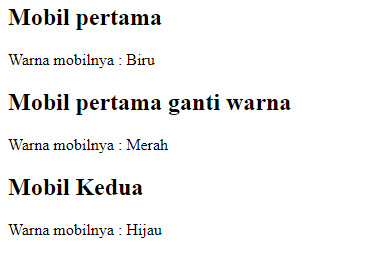 Mobil pertama
Warna mobilnya : Biru
Mobil pertama ganti warna
Warna mobilnya : Merah
Mobil Kedua
Warna mobilnya : Hijau